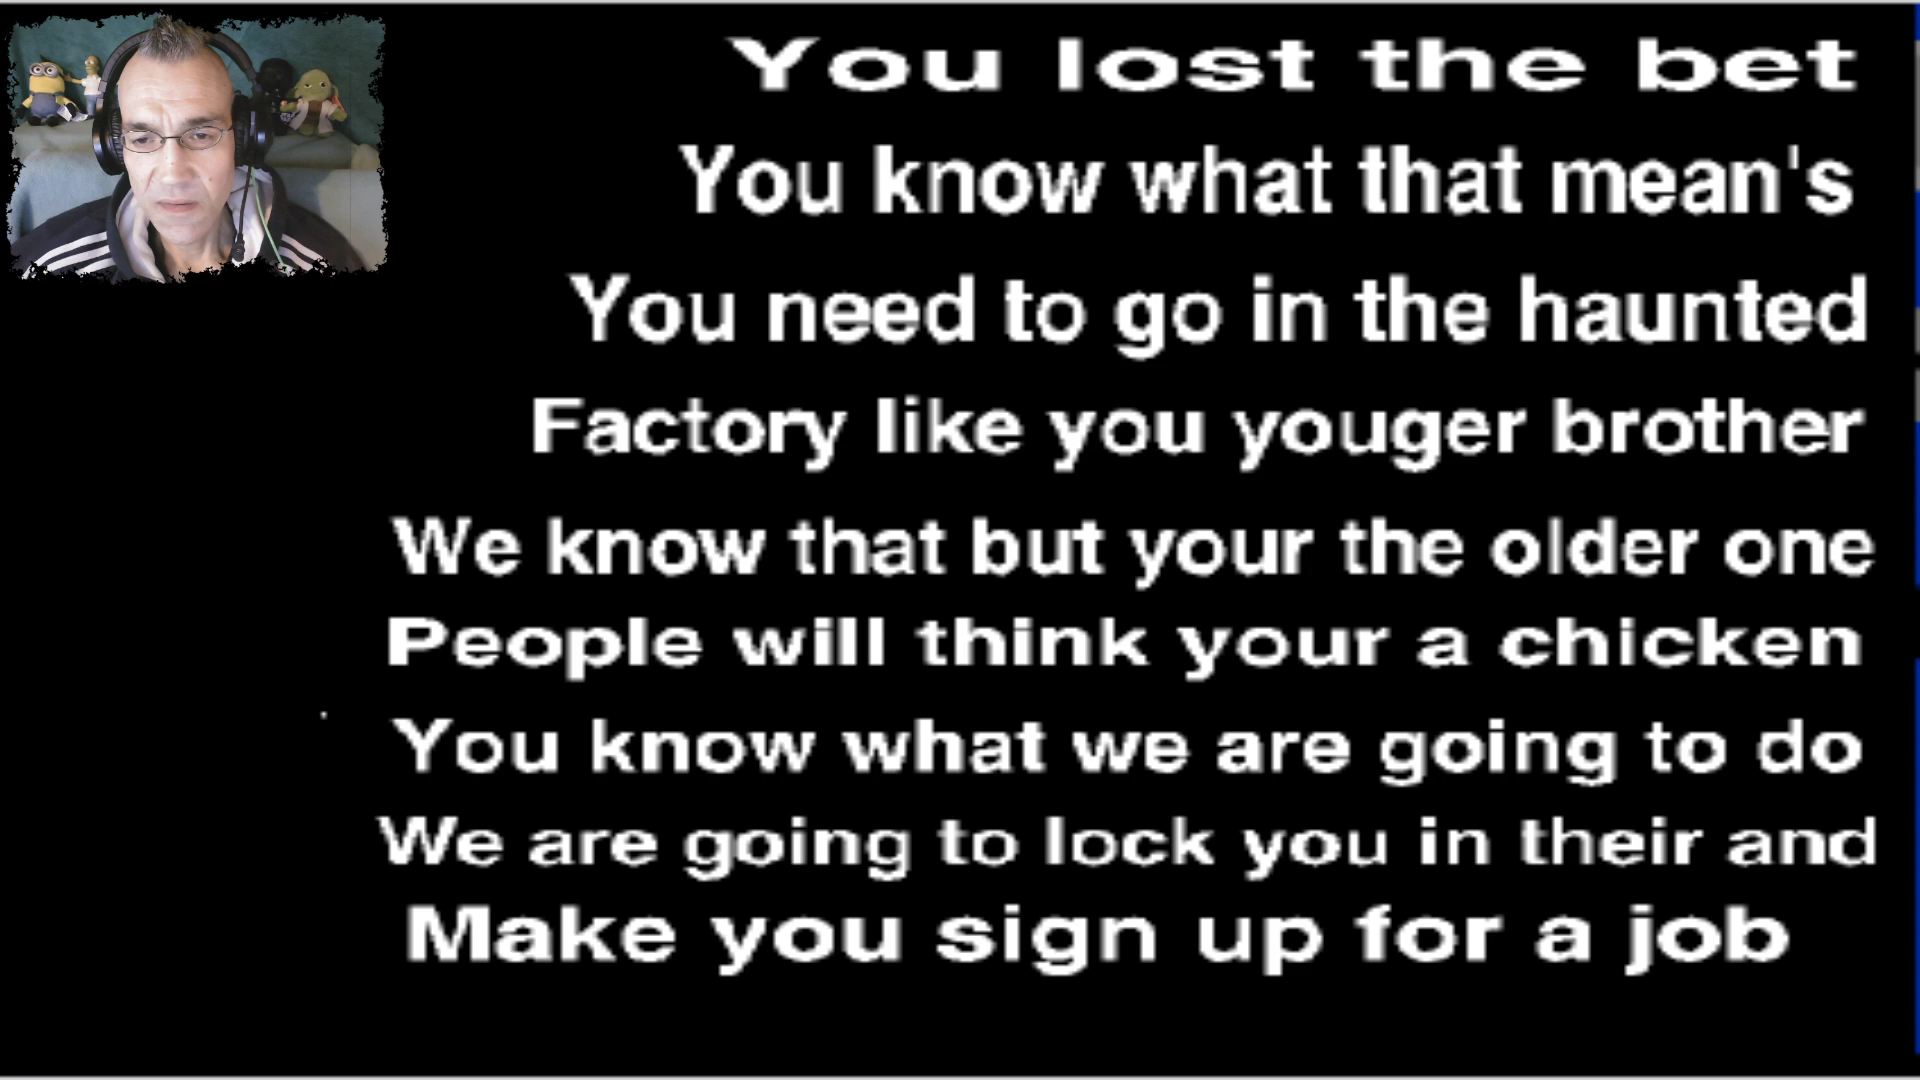 You lost the bet
You know what that mean's
You need to go in the haunted
Factory like you youger brother
We know that but your the older one
People will think your a chicken
You know what we are going to do
We are going to lock you in their and
Make you sign up for a job